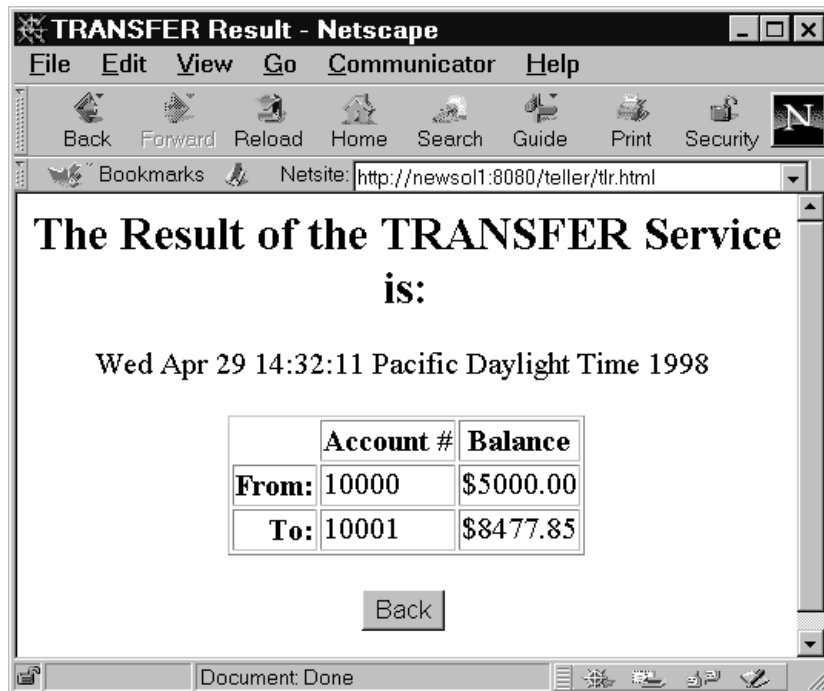 TRANSFER Result - Netscape
File Edit View Go Communicator Help
Back Forward Reload Home Search Guide Print Security N
Bookmarks Netsite: http://newsol1:8080/teller/tlr.html
The Result of the TRANSFER Service
is:
Wed Apr 29 14:32:11 Pacific Daylight Time 1998
Account # Balance
From: 10000 $5000.00
To: 10001 $8477.85
Back
Document: Done